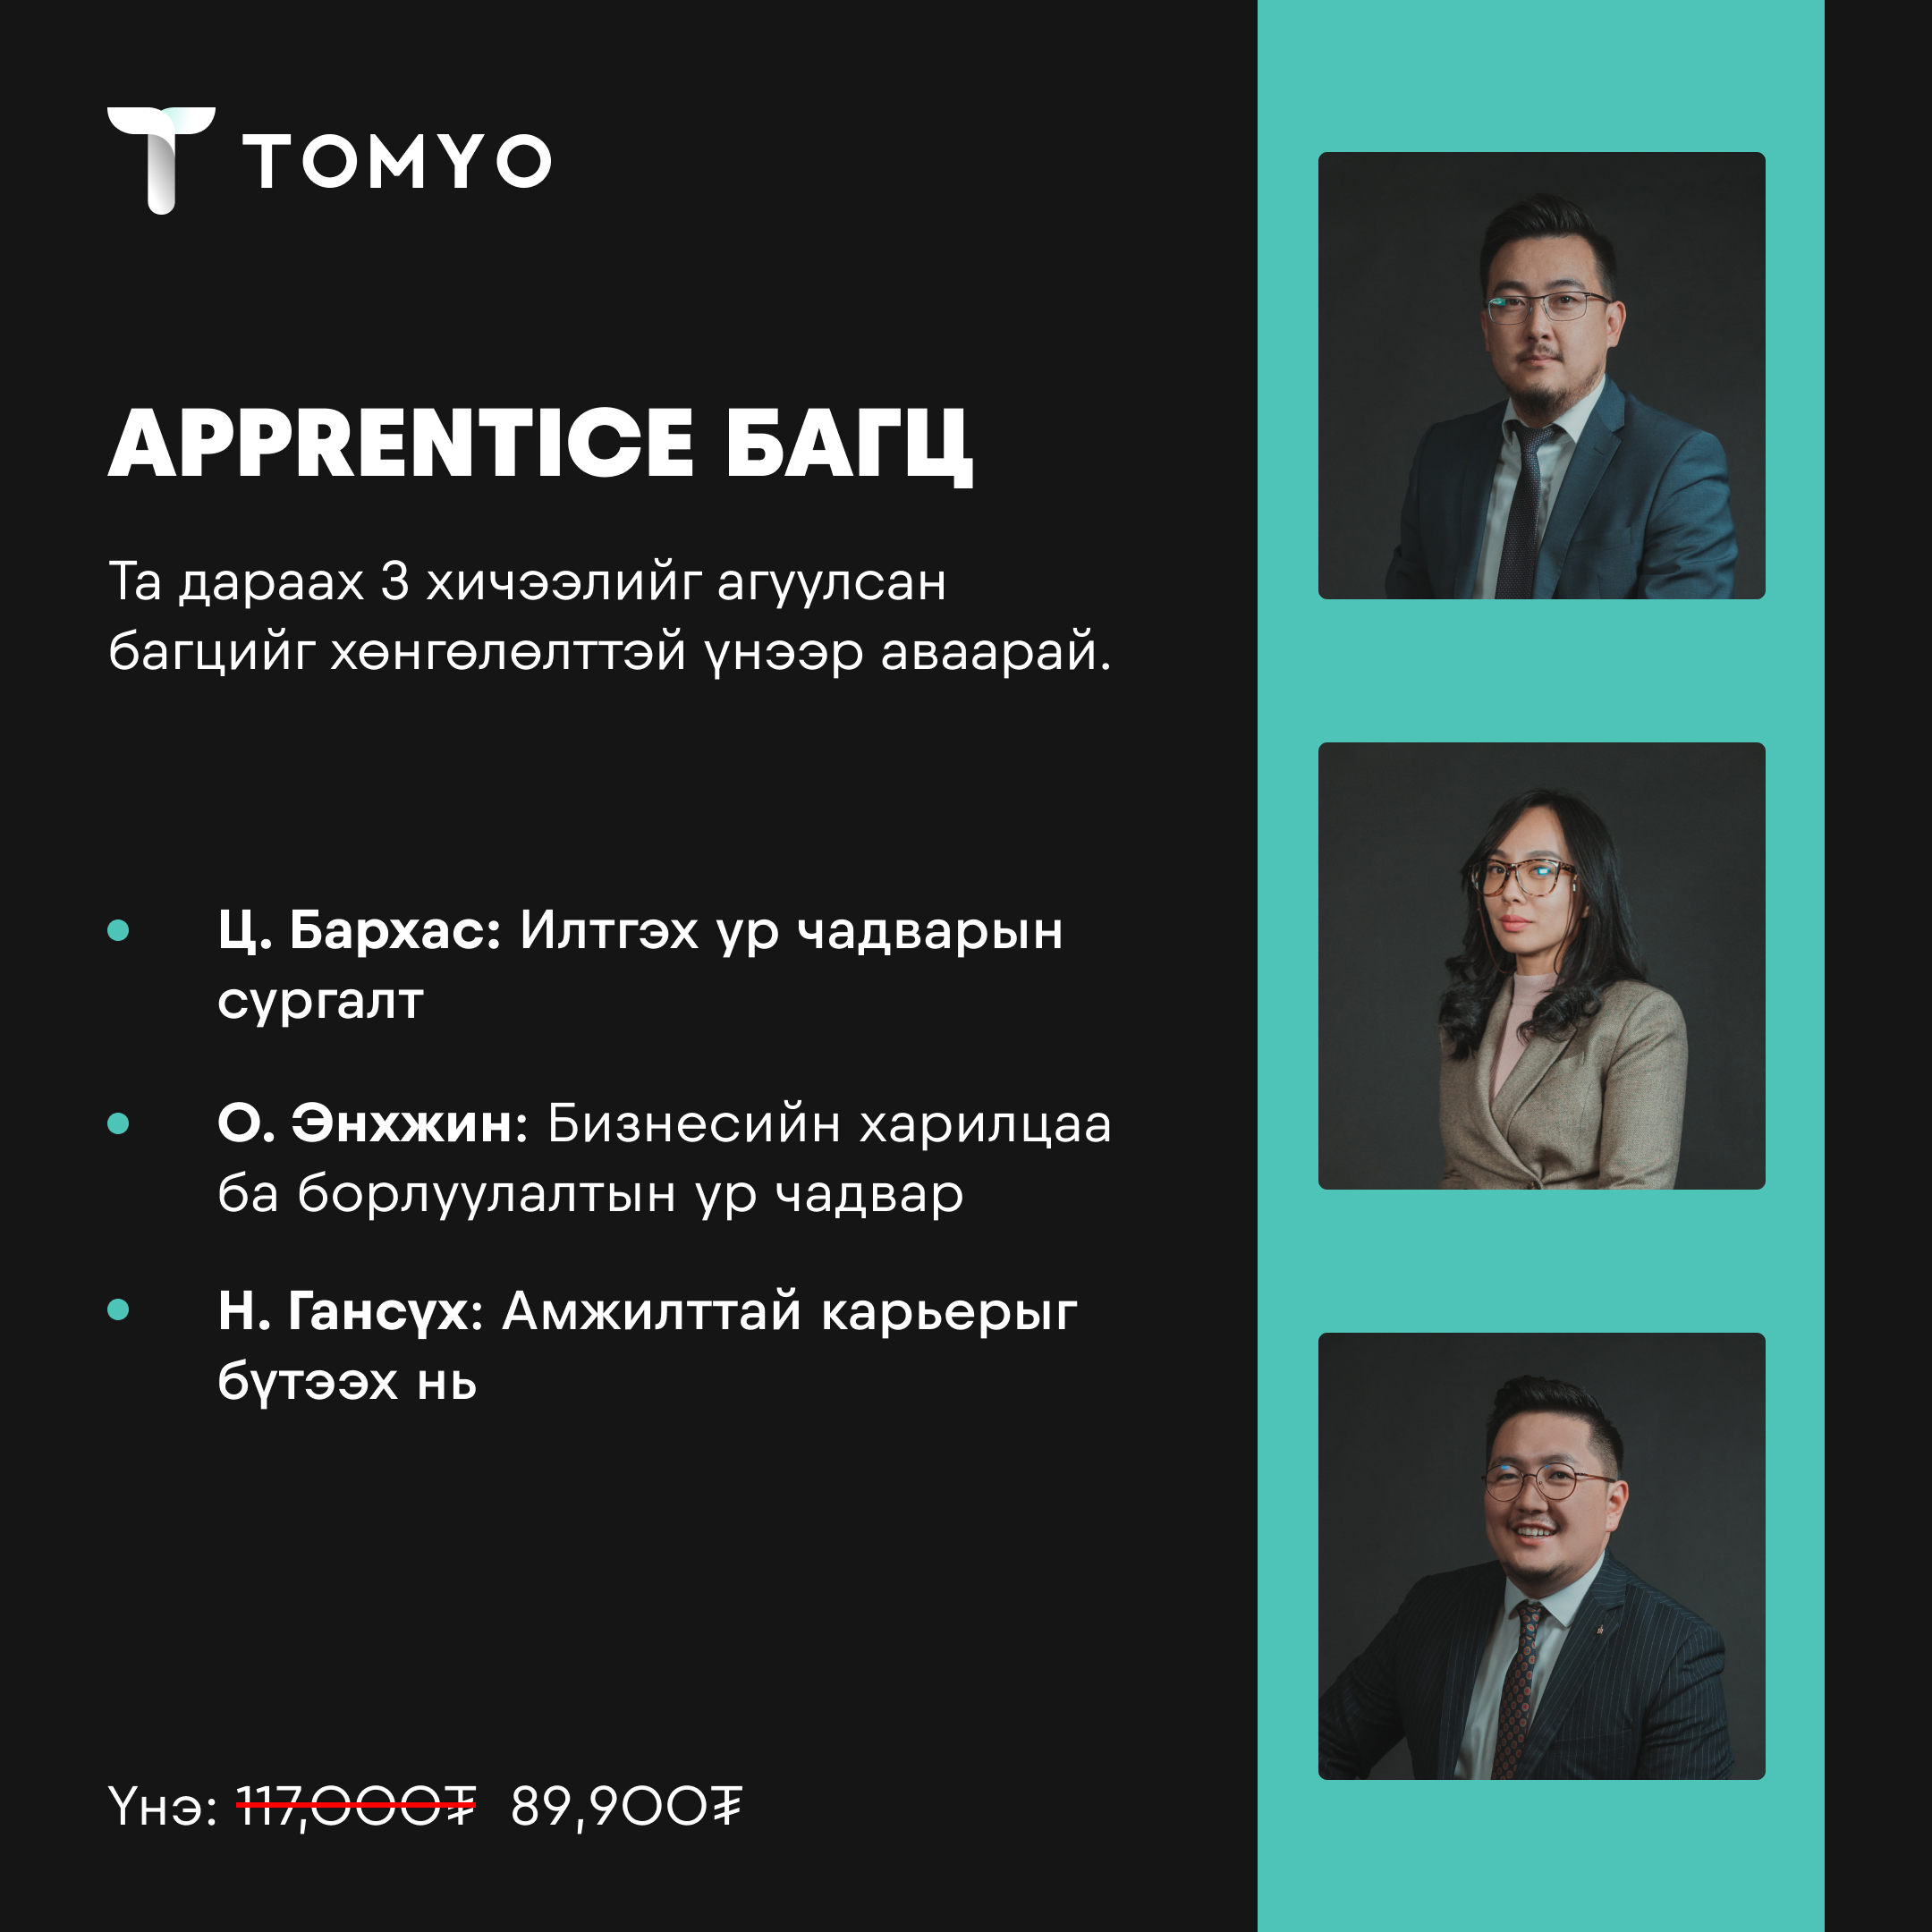 TOMYO
APPRENTICE БАГЦ
Та дараах 3 хичээлийг агуулсан
багцийг хөнгөлөлттэй үнээр аваарай.
Ц. Бархас: Илтгэх ур чадварын
сургалт
О. Энхжин: Бизнесийн харилцаа
ба борлуулалтын ур чадвар
Н. Гансүх: Амжилттай карьерыг
бүтээх нь
Үнэ: 117,000₮ 89,900₮